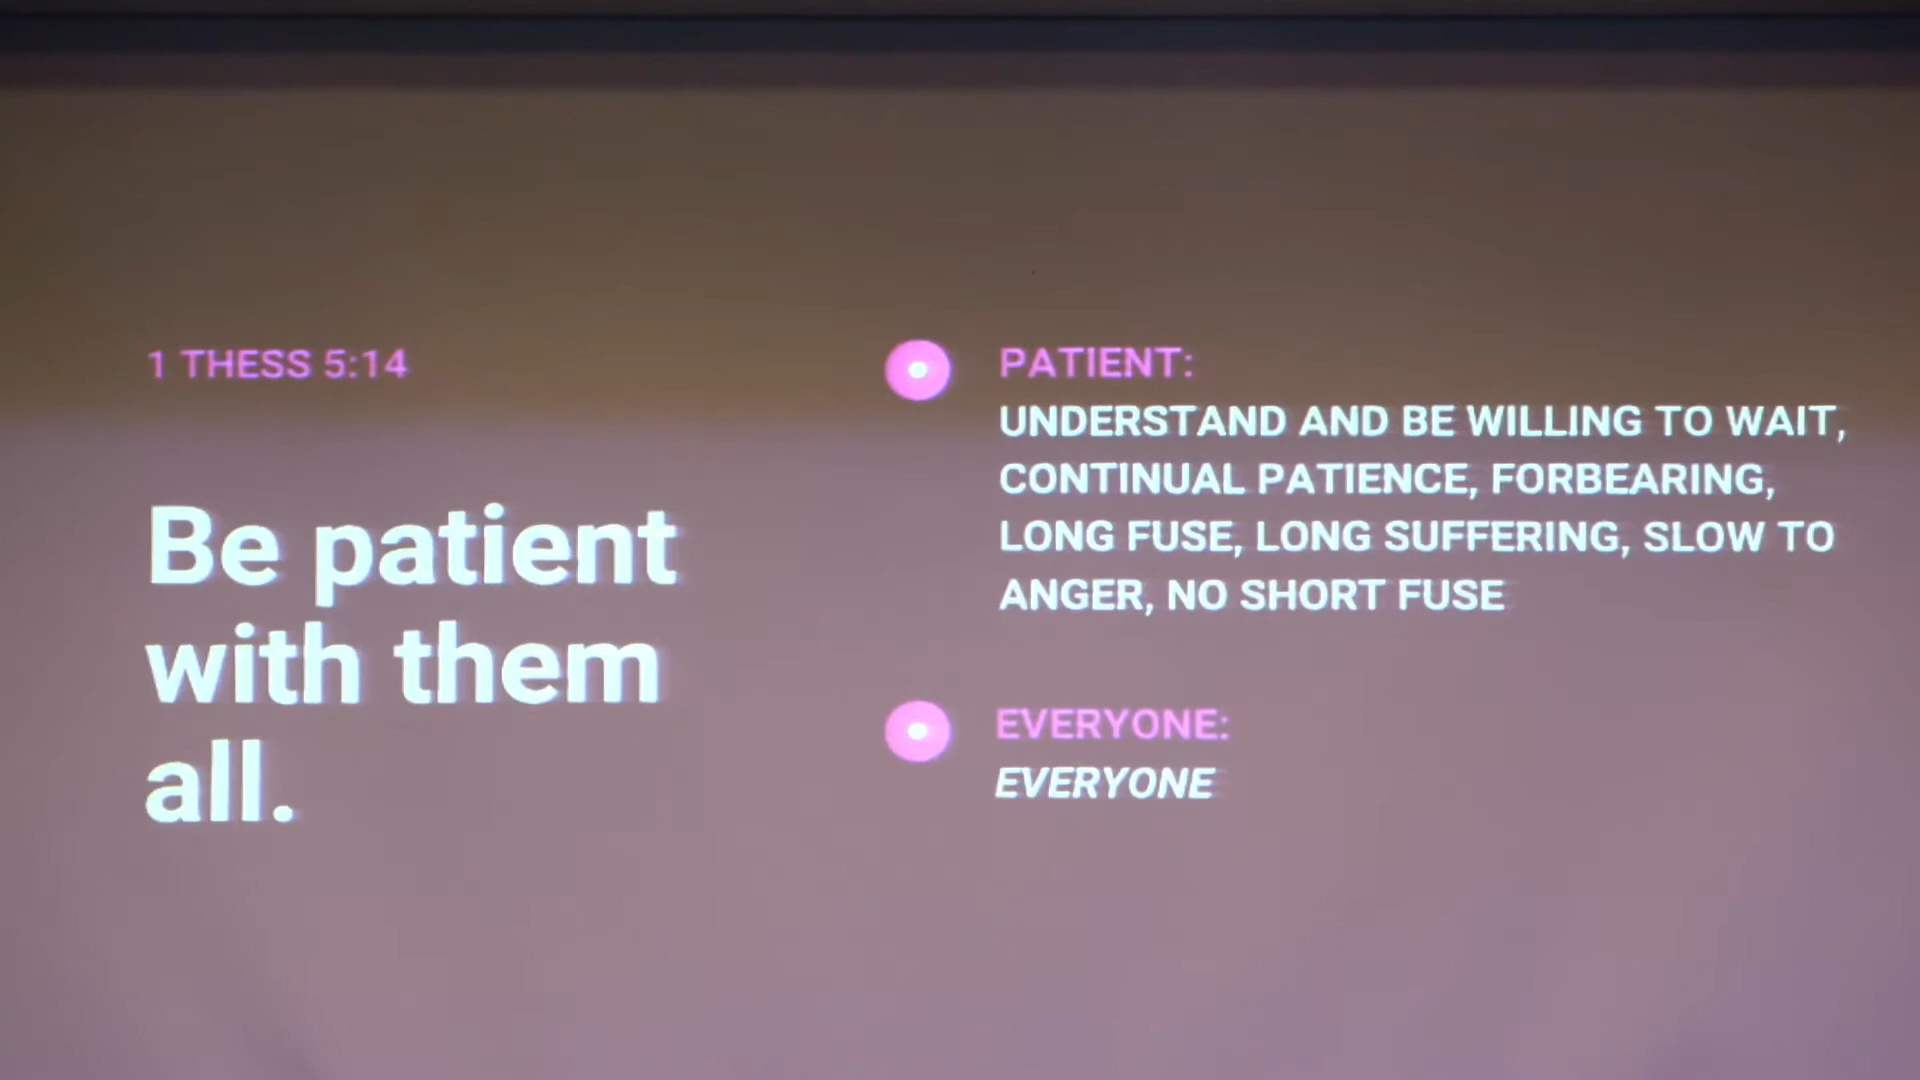 1 THESS 5:14
Be patient
with them
all.
PATIENT:
UNDERSTAND AND BE WILLING TO WAIT,
CONTINUAL PATIENCE, FORBEARING,
LONG FUSE, LONG SUFFERING, SLOW TO
ANGER, NO SHORT FUSE
EVERYONE:
EVERYONE